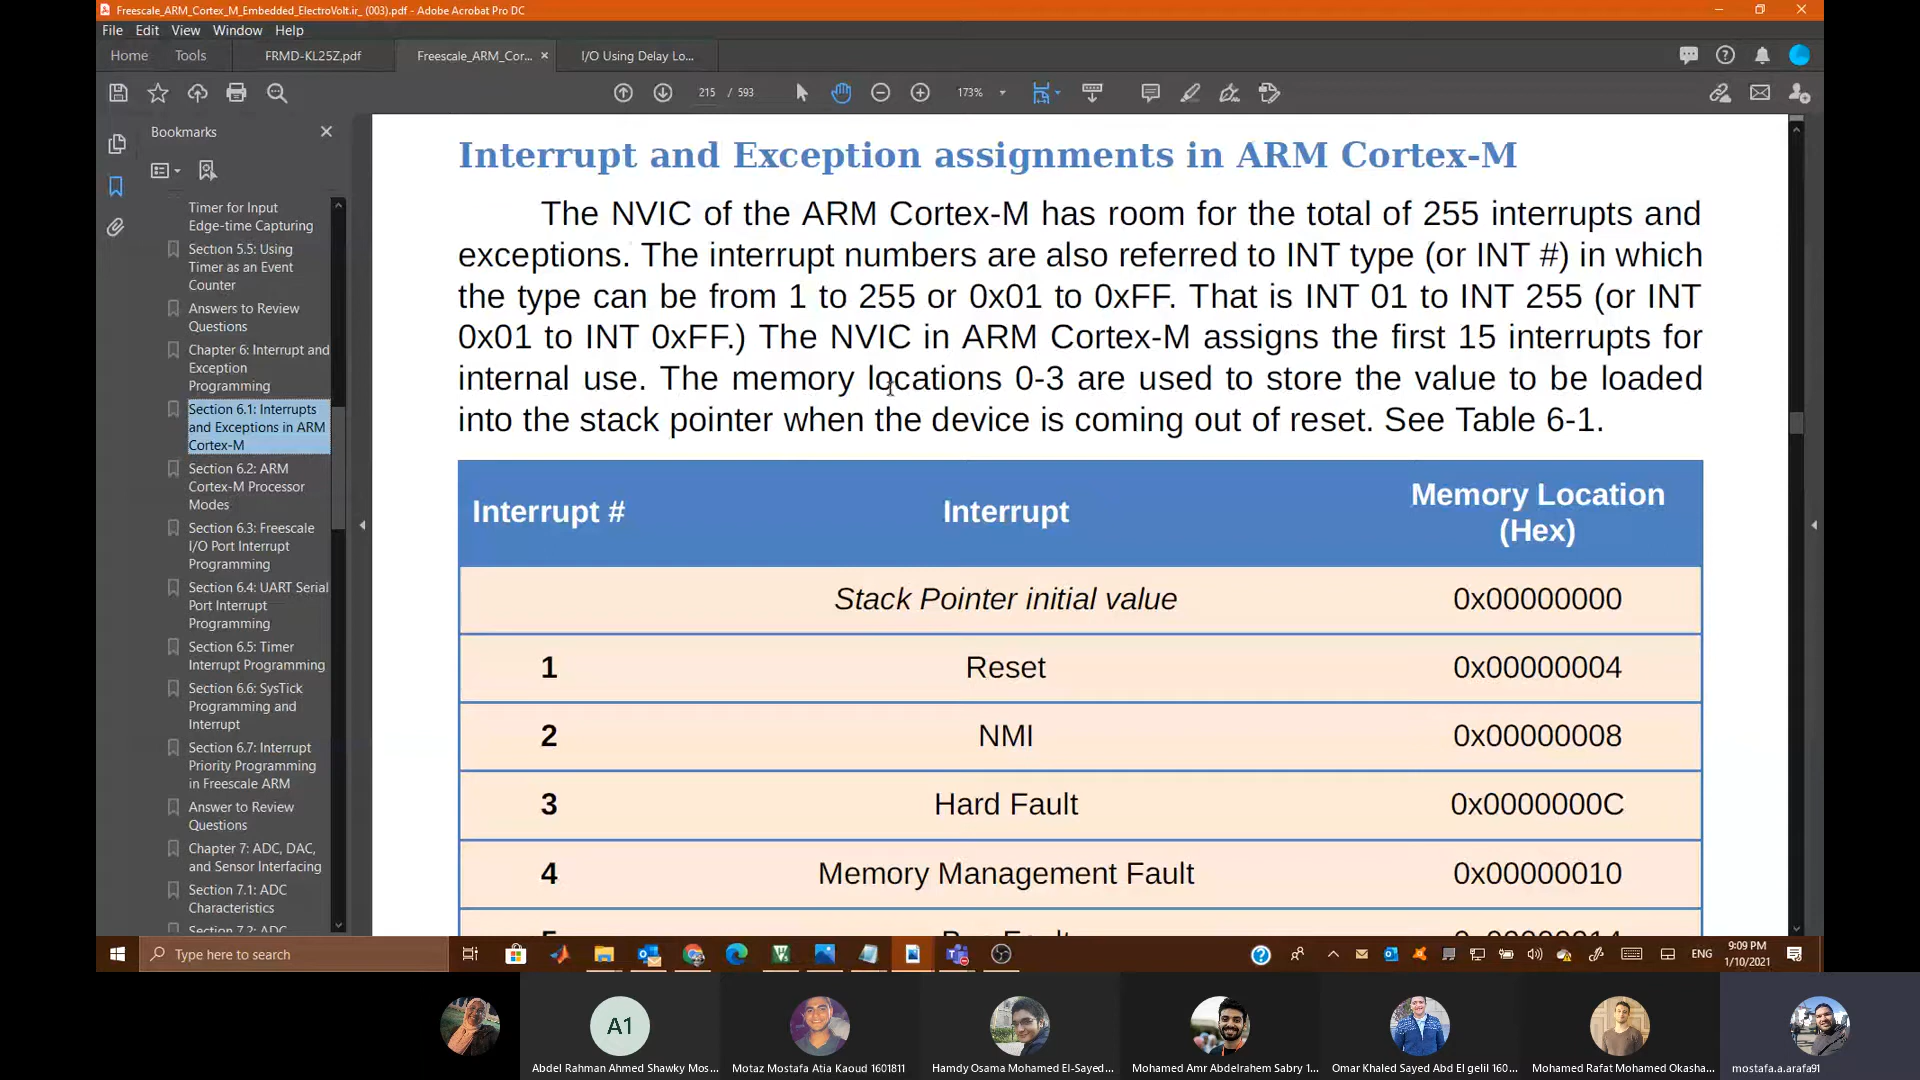 Freescale_ARM_Cortex_M_Embedded_ElectroVolt.ir_ (003).pdf - Adobe Acrobat Pro DC
File Edit View Window Help
Home Tools FRMD-KL25Z.pdf Freescale_ARM_Cor... × I/O Using Delay Lo...
215 / 593 173%
Bookmarks
Timer for Input
Edge-time Capturing
Section 5.5: Using
Timer as an Event
Counter
Answers to Review
Questions
Chapter 6: Interrupt and
Exception
Programming
Section 6.1: Interrupts
and Exceptions in ARM
Cortex-M
Section 6.2: ARM
Cortex-M Processor
Modes
Section 6.3: Freescale
I/O Port Interrupt
Programming
Section 6.4: UART Serial
Port Interrupt
Programming
Section 6.5: Timer
Interrupt Programming
Section 6.6: SysTick
Programming and
Interrupt
Section 6.7: Interrupt
Priority Programming
in Freescale ARM
Answer to Review
Questions
Chapter 7: ADC, DAC,
and Sensor Interfacing
Section 7.1: ADC
Characteristics
Section 7.2: ADC
Interrupt and Exception assignments in ARM Cortex-M
The NVIC of the ARM Cortex-M has room for the total of 255 interrupts and
exceptions. The interrupt numbers are also referred to INT type (or INT #) in which
the type can be from 1 to 255 or 0x01 to 0xFF. That is INT 01 to INT 255 (or INT
0x01 to INT 0xFF.) The NVIC in ARM Cortex-M assigns the first 15 interrupts for
internal use. The memory locations 0-3 are used to store the value to be loaded
into the stack pointer when the device is coming out of reset. See Table 6-1.
Interrupt # Interrupt Memory Location
(Hex)
Stack Pointer initial value 0x00000000
1 Reset 0x00000004
2 NMI 0x00000008
3 Hard Fault 0x0000000C
4 Memory Management Fault 0x00000010
Type here to search
ENG 9:09 PM
1/10/2021
A1
Abdel Rahman Ahmed Shawky Mos...
Motaz Mostafa Atia Kaoud 1601811
Hamdy Osama Mohamed El-Sayed...
Mohamed Amr Abdelrahem Sabry 1...
Omar Khaled Sayed Abd El gelil 160...
Mohamed Rafat Mohamed Okasha...
mostafa.a.arafa91